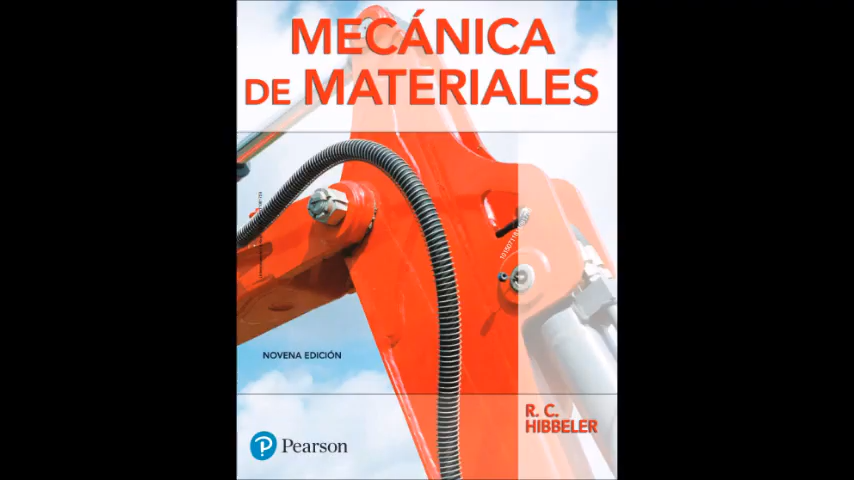 MECÁNICA
DE MATERIALES
NOVENA EDICIÓN
R. C.
HIBBELER
Pearson